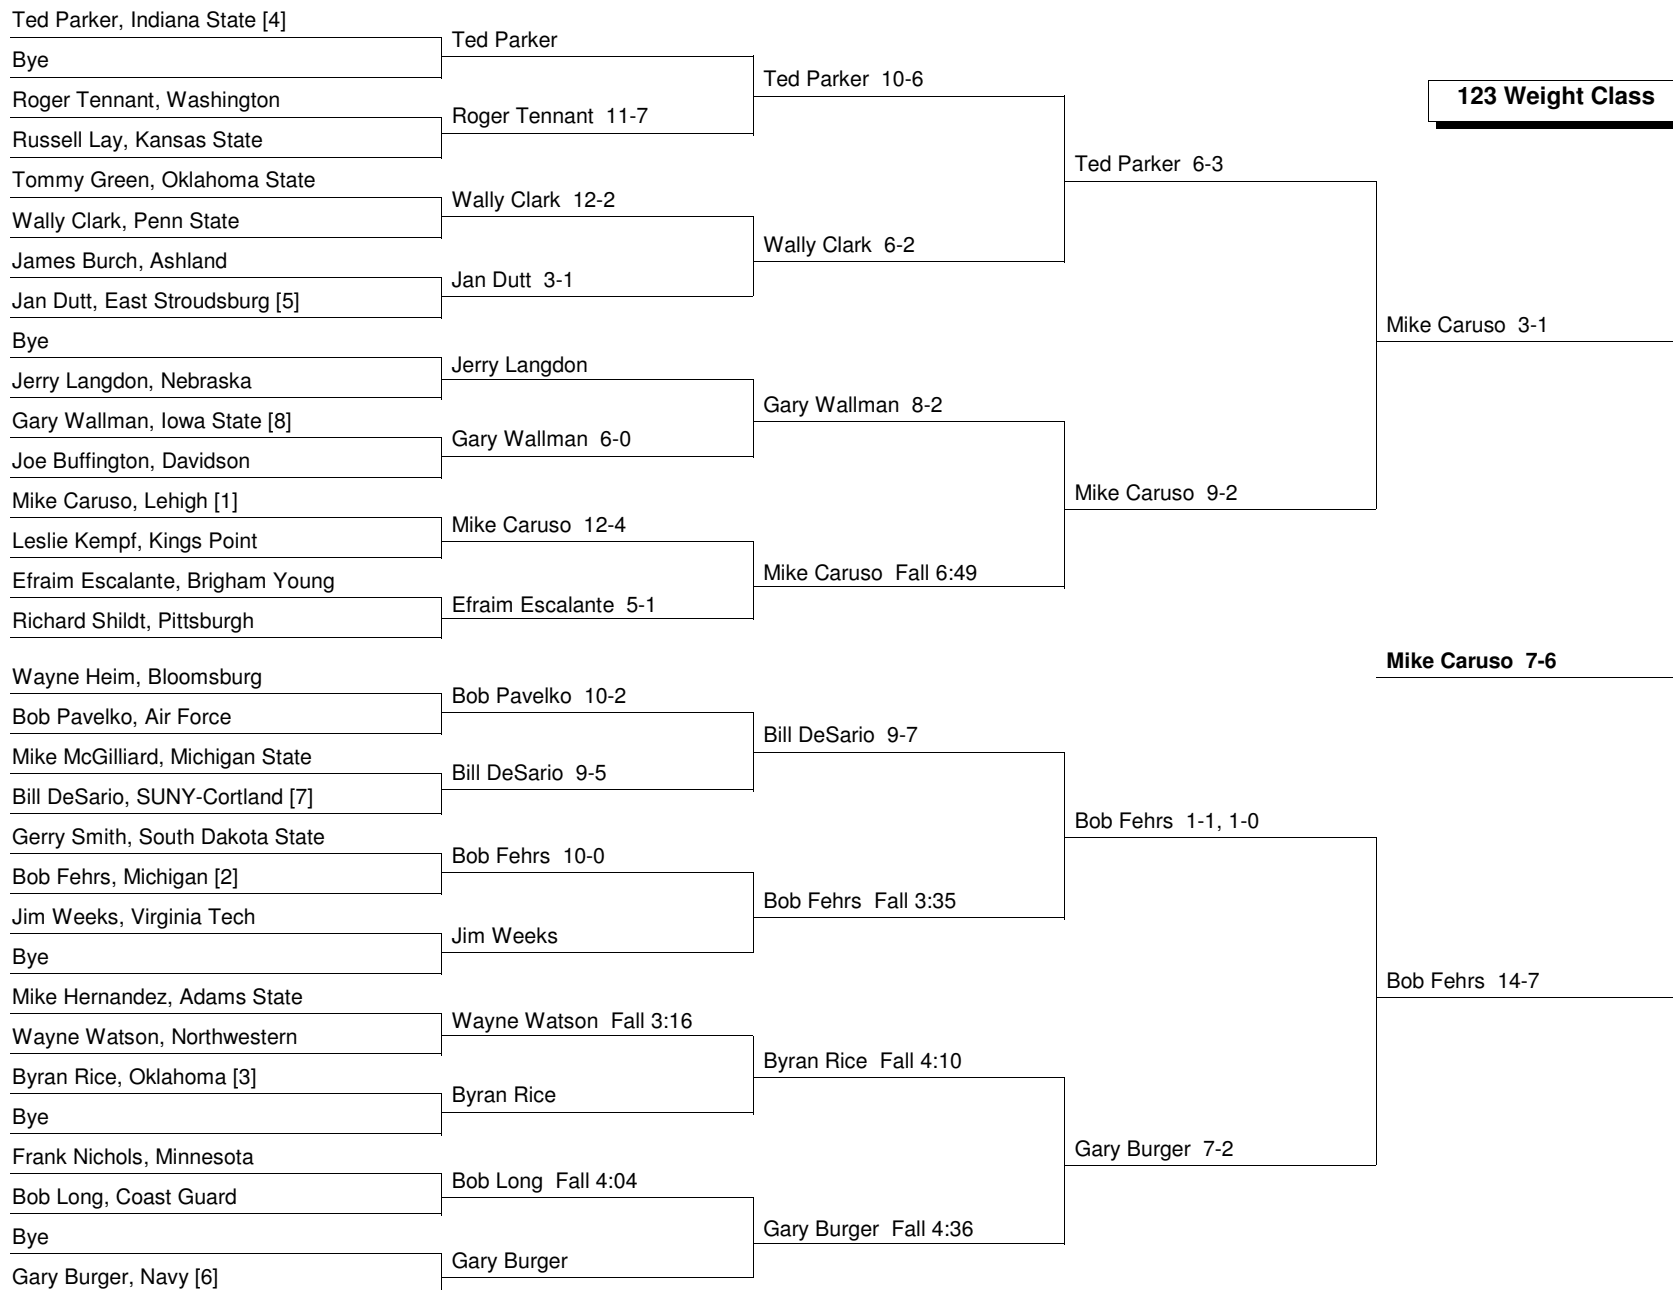 Ted Parker, Indiana State [4]
Bye
Roger Tennant, Washington
Russell Lay, Kansas State
Tommy Green, Oklahoma State
Wally Clark, Penn State
James Burch, Ashland
Jan Dutt, East Stroudsburg [5]
Bye
Jerry Langdon, Nebraska
Gary Wallman, Iowa State [8]
Joe Buffington, Davidson
Mike Caruso, Lehigh [1]
Leslie Kempf, Kings Point
Efraim Escalante, Brigham Young
Richard Shildt, Pittsburgh
Wayne Heim, Bloomsburg
Bob Pavelko, Air Force
Mike McGilliard, Michigan State
Bill DeSario, SUNY-Cortland [7]
Gerry Smith, South Dakota State
Bob Fehrs, Michigan [2]
Jim Weeks, Virginia Tech
Bye
Mike Hernandez, Adams State
Wayne Watson, Northwestern
Byran Rice, Oklahoma [3]
Bye
Frank Nichols, Minnesota
Bob Long, Coast Guard
Bye
Gary Burger, Navy [6]
Ted Parker
Roger Tennant 11-7
Wally Clark 12-2
Jan Dutt 3-1
Jerry Langdon
Gary Wallman 6-0
Mike Caruso 12-4
Efraim Escalante 5-1
Bob Pavelko 10-2
Bill DeSario 9-5
Bob Fehrs 10-0
Jim Weeks
Wayne Watson Fall 3:16
Byran Rice
Bob Long Fall 4:04
Gary Burger
Ted Parker 10-6
Wally Clark 6-2
Gary Wallman 8-2
Mike Caruso Fall 6:49
Bill DeSario 9-7
Bob Fehrs Fall 3:35
Byran Rice Fall 4:10
Gary Burger Fall 4:36
Ted Parker 6-3
Mike Caruso 9-2
Bob Fehrs 1-1, 1-0
Gary Burger 7-2
123 Weight Class
Mike Caruso 3-1
Mike Caruso 7-6
Bob Fehrs 14-7